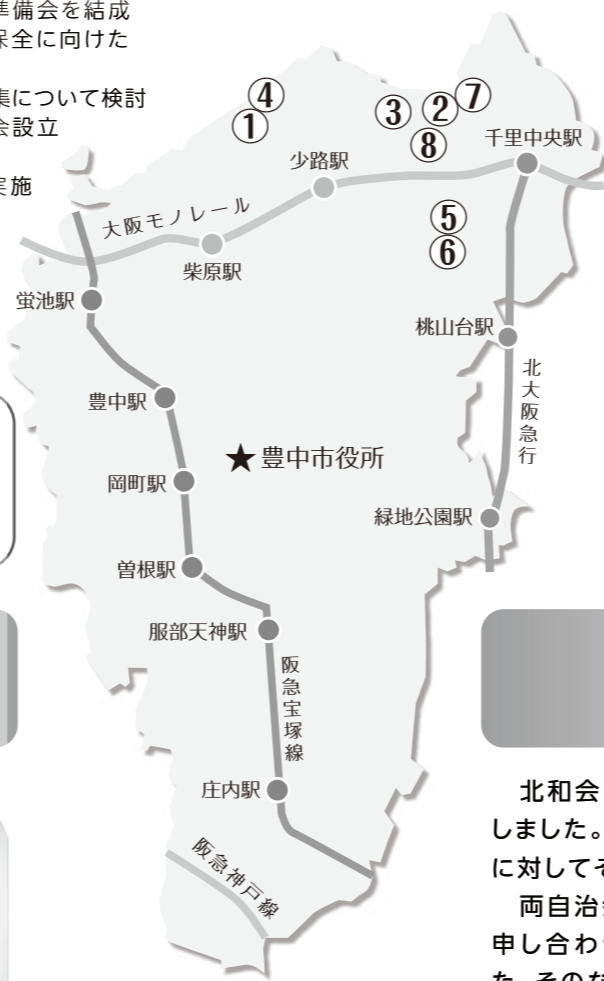 準備会を結成
保全に向けた
集について検討
会設立
実施
④
①
③
②
⑦
⑧
千里中央駅
少路駅
大阪モノレール
⑤
⑥
柴原駅
蛍池駅
桃山台駅
北大阪急行
豊中駅
★豊中市役所
岡町駅
緑地公園駅
曽根駅
服部天神駅
阪急宝塚線
庄内駅
阪急神戸線
北和会
しました。
に対してそ
両自治会
申し合わ
た。そのな